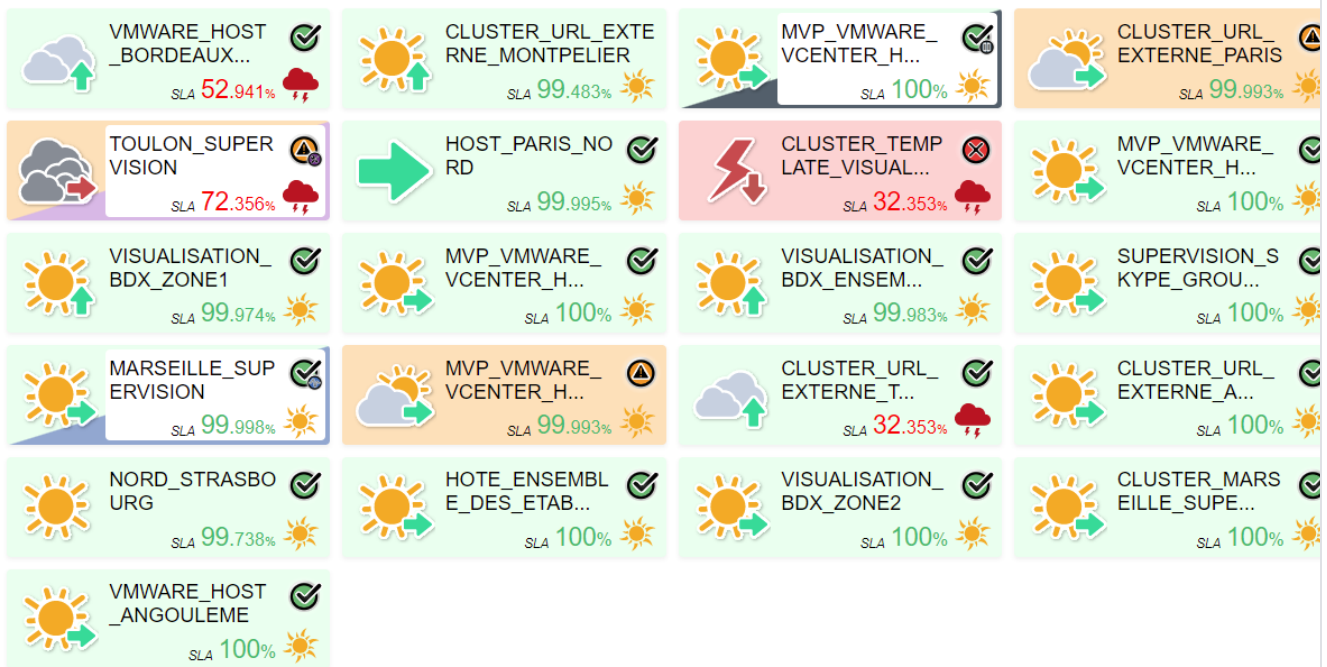 VMWARE_HOST
_BORDEAUX...
SLA 52.941%
CLUSTER_URL_EXTE
RNE_MONTPELIER
SLA 99.483%
MVP_VMWARE_
VCENTER_H...
SLA 100%
CLUSTER_URL_
EXTERNE_PARIS
SLA 99.993%
TOULON_SUPER
VISION
SLA 72.356%
HOST_PARIS_NO
RD
SLA 99.995%
CLUSTER_TEMP
LATE_VISUAL...
SLA 32.353%
MVP_VMWARE_
VCENTER_H...
SLA 100%
VISUALISATION_
BDX_ZONE1
SLA 99.974%
MVP_VMWARE_
VCENTER_H...
SLA 100%
VISUALISATION_
BDX_ENSEM...
SLA 99.983%
SUPERVISION_S
KYPE_GROU...
SLA 100%
MARSEILLE_SUP
ERVISION
SLA 99.998%
MVP_VMWARE_
VCENTER_H...
SLA 99.993%
CLUSTER_URL_
EXTERNE_T...
SLA 32.353%
CLUSTER_URL_
EXTERNE_A...
SLA 100%
NORD_STRASBO
URG
SLA 99.738%
HOTE_ENSEMBL
E_DES_ETAB...
SLA 100%
VISUALISATION_
BDX_ZONE2
SLA 100%
CLUSTER_MARS
EILLE_SUPE...
SLA 100%
VMWARE_HOST
_ANGOULEME
SLA 100%